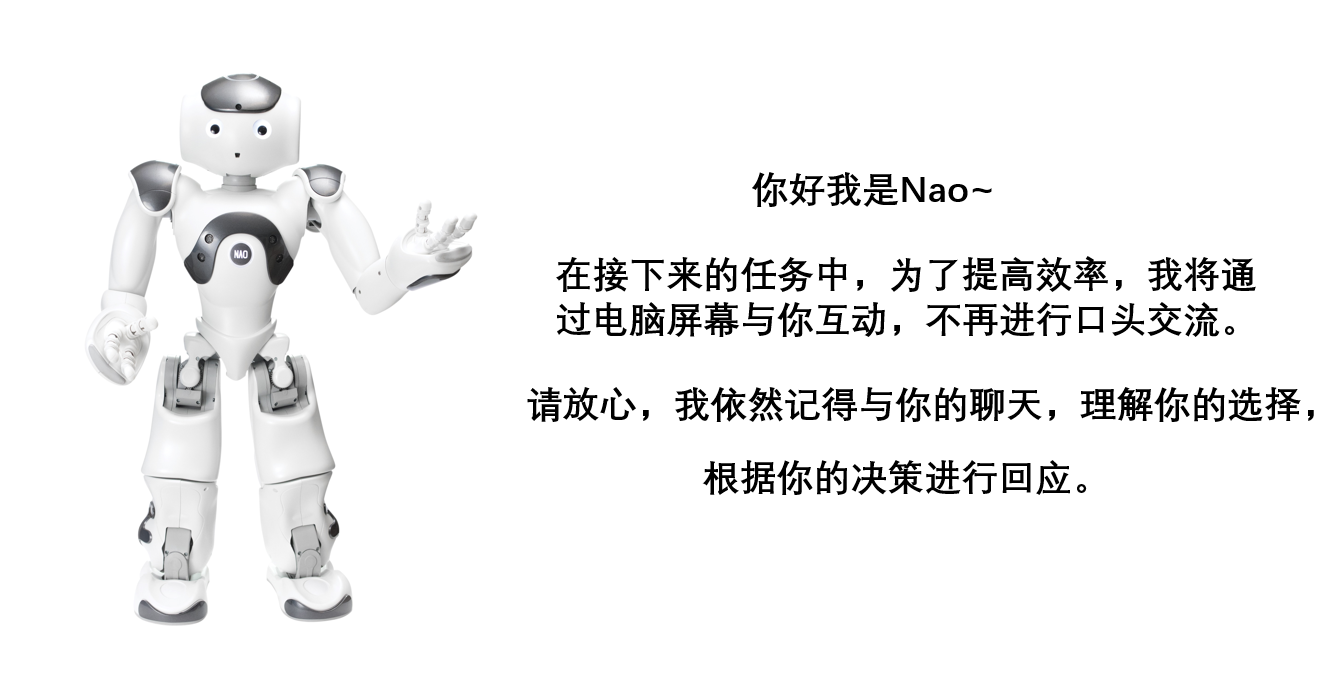 NAO
你好我是Nao~
在接下来的任务中，为了提高效率，我将通
过电脑屏幕与你互动，不再进行口头交流。
请放心，我依然记得与你的聊天，理解你的选择，
根据你的决策进行回应。